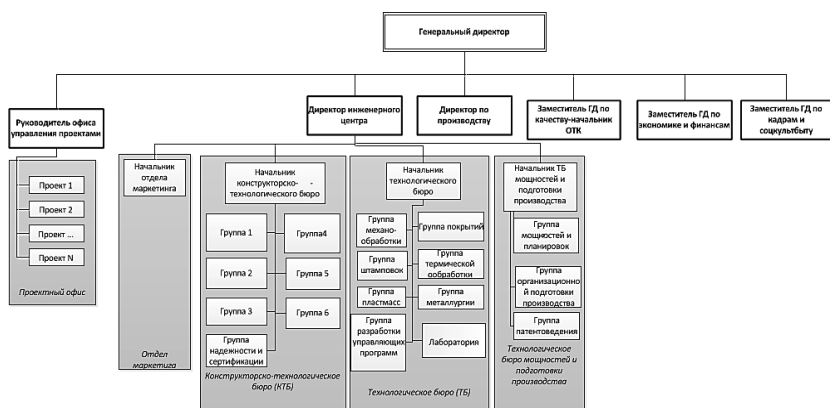 Генеральный директор
Руководитель офиса
управления проектами
Директор инженерного
центра
Директор по
производству
Заместитель ГД по
качеству-начальник
ОТК
Заместитель ГД по
экономике и финансам
Заместитель ГД по
кадрам и
соцкультбыту
Проект 1
Проект 2
Проект ...
Проект N
Проектный офис
Начальник
отдела
маркетинга
Отдел
маркетига
Начальник
конструкторско- -
технологического бюро
Группа 1
Группа4
Группа 2
Группа 5
Группа 3
Группа 6
Группа
надежности и
сертификации
Конструкторско-технологическое
бюро (КТБ)
Начальник
технологического
бюро
Группа
механо-
обработки
Группа покрытий
Группа
штамповок
Группа
термической
ообработки
Группа
пластмасс
Группа
металлургии
Группа
разработки
управляющих
программ
Лаборатория
Технологическое бюро (ТБ)
Начальник ТБ
мощностей и
подготовки
производства
Группа
мощностей и
планировок
Группа
организационно
й подготовки
производства
Группа
патентоведения
Технологическое
бюро мощностей и
подготовки
производства